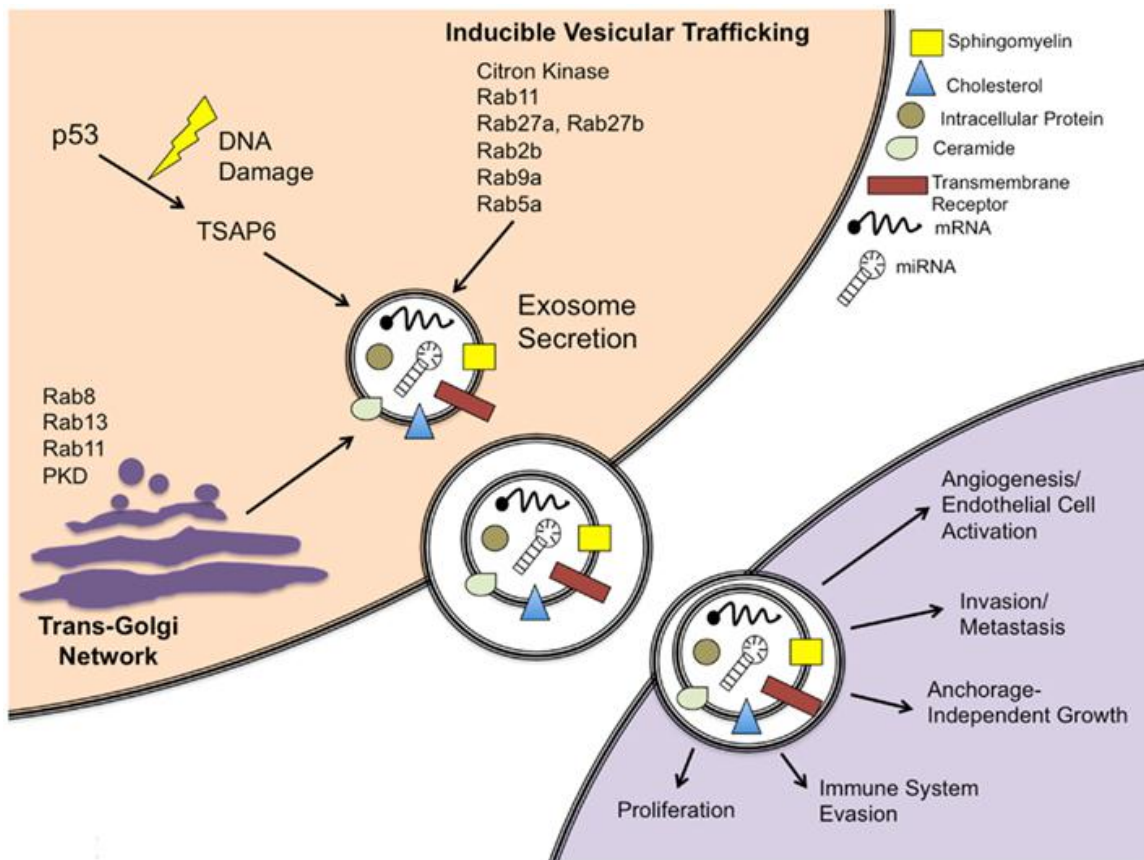 Inducible Vesicular Trafficking
Citron Kinase
Rab11
Rab27a, Rab27b
Rab2b
Rab9a
Rab5a
p53
DNA
Damage
TSAP6
Exosome
Secretion
Rab8
Rab13
Rab11
PKD
Trans-Golgi
Network
Sphingomyelin
Cholesterol
Intracellular Protein
Ceramide
Transmembrane
Receptor
mRNA
miRNA
Angiogenesis/
Endothelial Cell
Activation
Invasion/
Metastasis
Anchorage-
Independent Growth
Immune System
Evasion
Proliferation